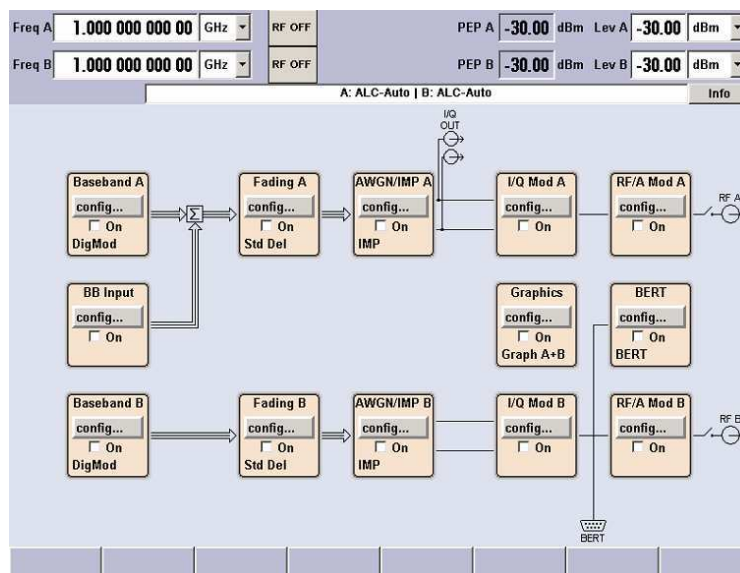 Freq A 1.000 000 000 00 GHz RF OFF PEP A -30.00 dBm Lev A -30.00 dBm
Freq B 1.000 000 000 00 GHz RF OFF PEP B -30.00 dBm Lev B -30.00 dBm
A: ALC-Auto | B: ALC-Auto Info
I/Q
OUT
Baseband A Fading A AWGN/IMP A I/Q Mod A RF/A Mod A
config... config... config... config... config... RF A
On Σ On On On On
DigMod Std Del IMP
BB Input Graphics BERT
config... config... config...
On On On
Graph A+B BERT
Baseband B Fading B AWGN/IMP B I/Q Mod B RF/A Mod B
config... config... config... config... config... RF B
On On On On On
DigMod Std Del IMP
BERT